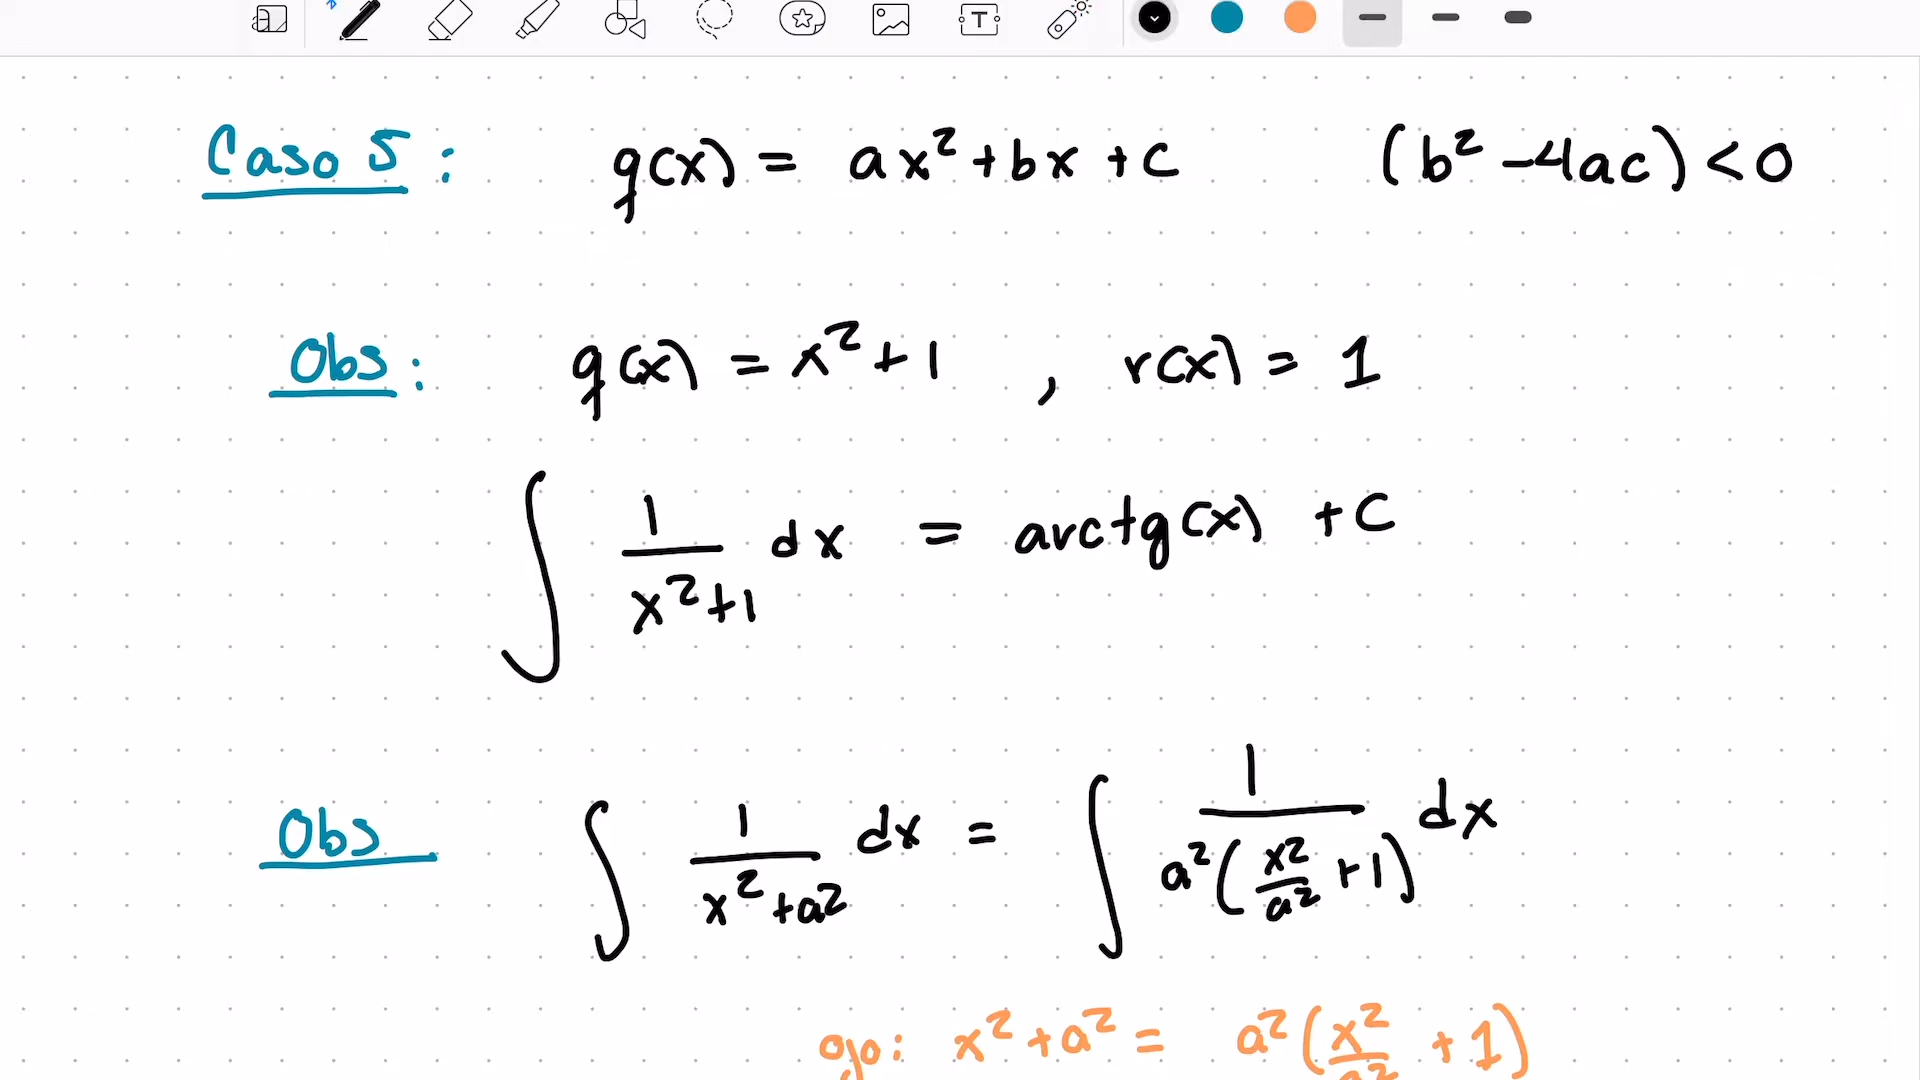 Caso 5: q(x) = ax² + bx + c (b² - 4ac) < 0
Obs: q(x) = x² + 1 , r(x) = 1
∫ 1/(x²+1) dx = arctg(x) + C
Obs ∫ 1/(x²+a²) dx = ∫ 1/(a²(x²/a² + 1)) dx
ojo: x² + a² = a²(x²/a² + 1)